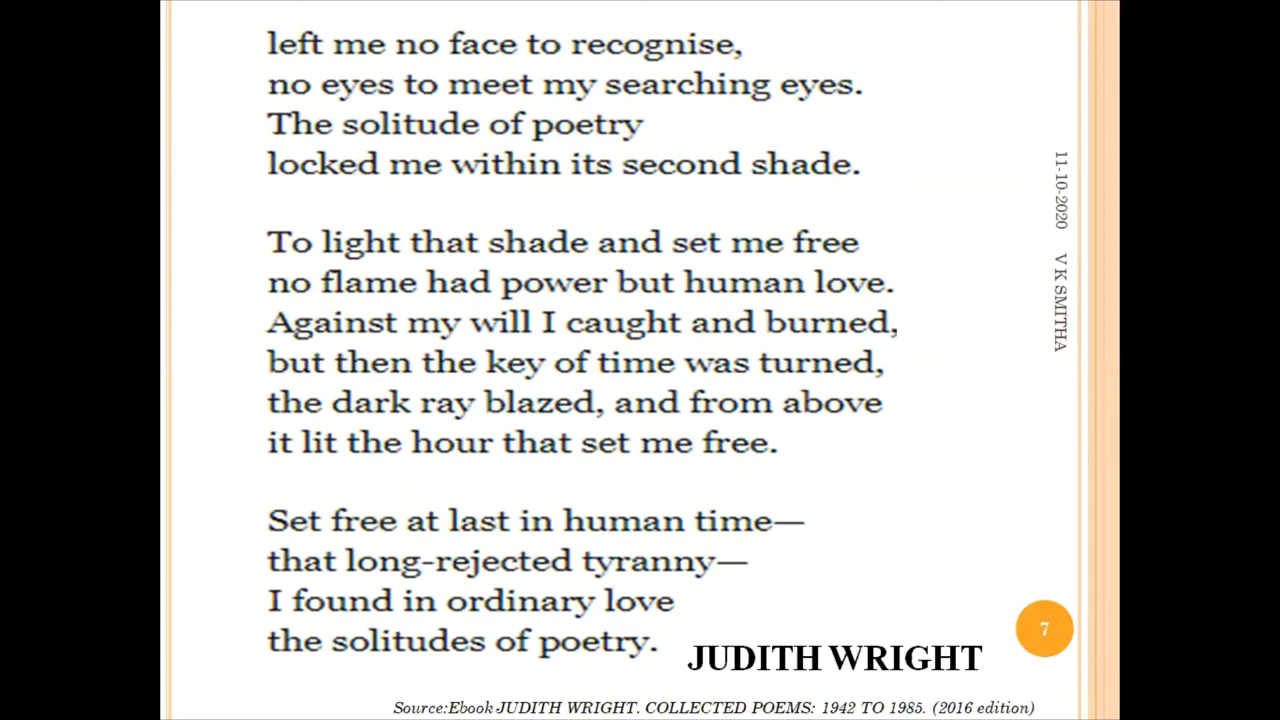 left me no face to recognise,
no eyes to meet my searching eyes.
The solitude of poetry
locked me within its second shade.
To light that shade and set me free
no flame had power but human love.
Against my will I caught and burned,
but then the key of time was turned,
the dark ray blazed, and from above
it lit the hour that set me free.
Set free at last in human time—
that long-rejected tyranny—
I found in ordinary love
the solitudes of poetry.
JUDITH WRIGHT
Source:Ebook-JUDITH WRIGHT. COLLECTED POEMS: 1942 TO 1985. (2016 edition)
11-10-2020 V K SMITHA
7